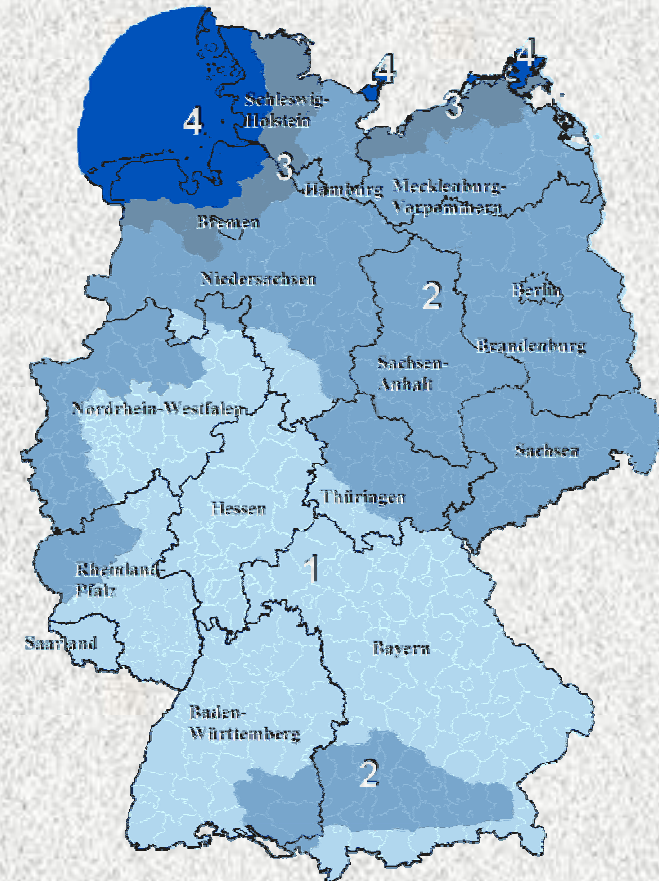 4
4
4
3
Schleswig-
Holstein
3
Hamburg
Mecklenburg-
Vorpommern
Bremen
Niedersachsen
2
Berlin
Brandenburg
Sachsen-
Anhalt
Nordrhein-Westfalen
Sachsen
Thüringen
Hessen
1
Rheinland-
Pfalz
Saarland
Bayern
Baden-
Württemberg
2